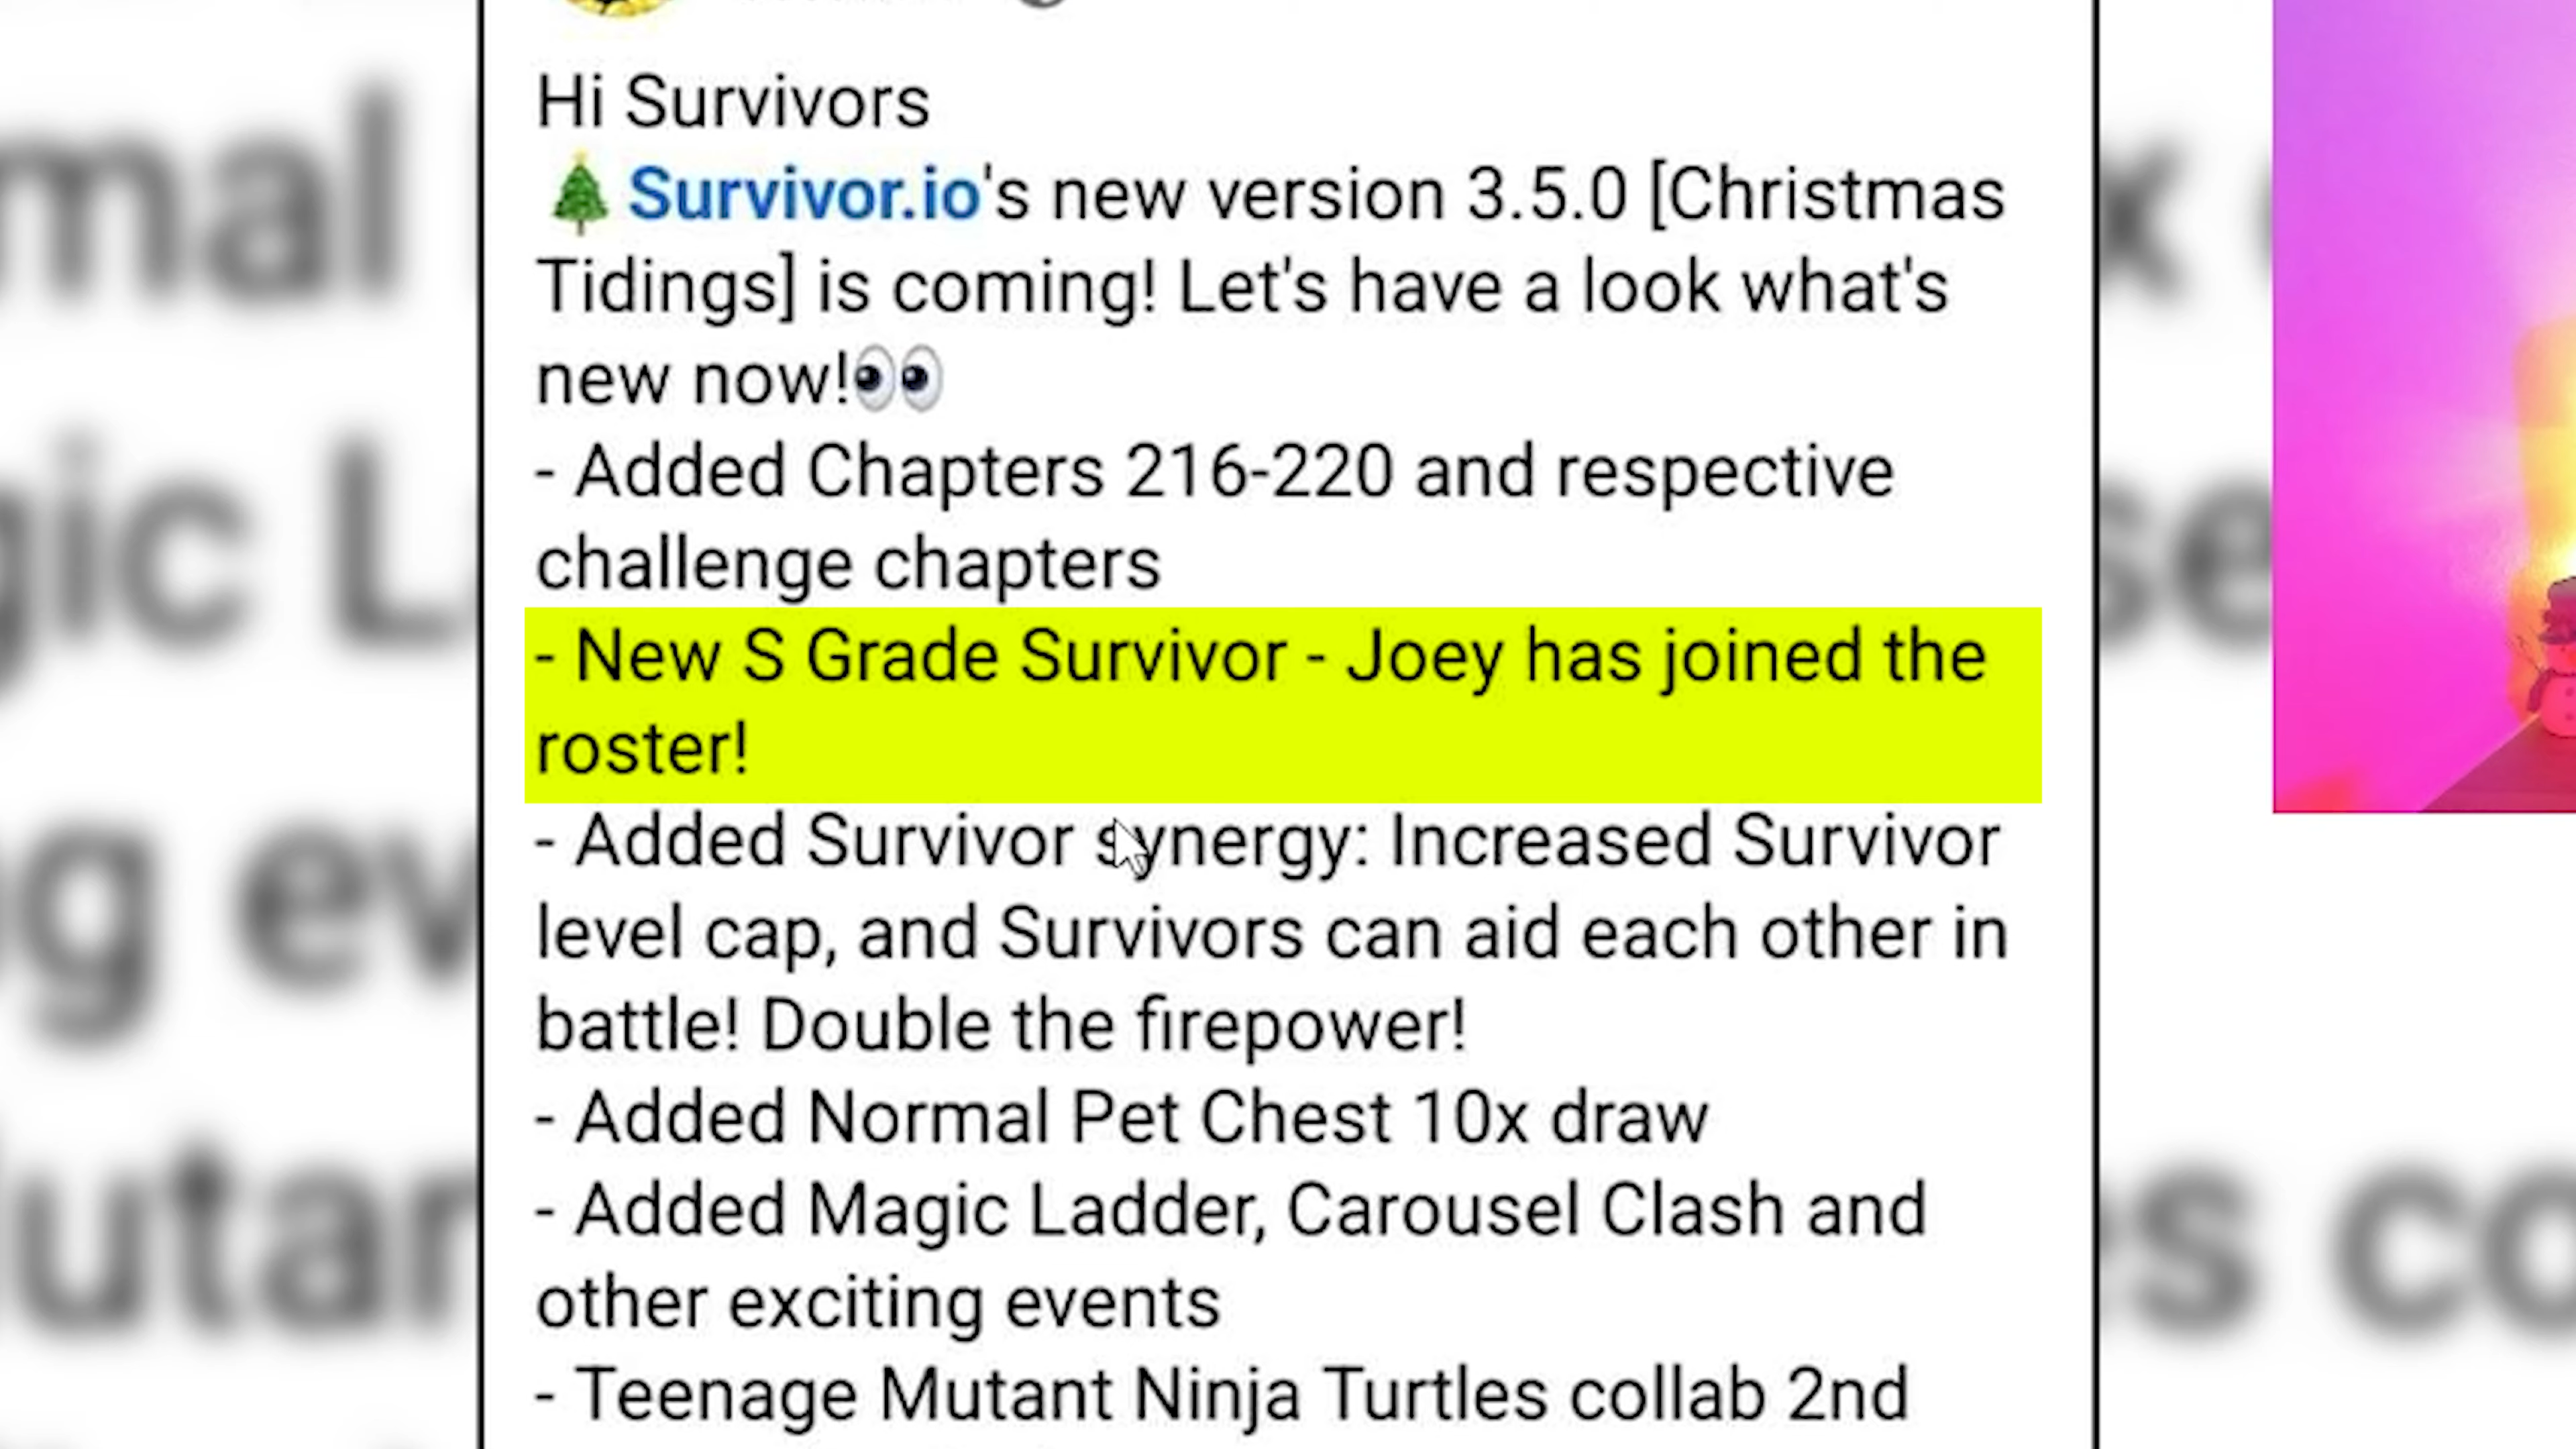 Hi Survivors
🎄Survivor.io's new version 3.5.0 [Christmas
Tidings] is coming! Let's have a look what's
new now!👀
- Added Chapters 216-220 and respective
challenge chapters
- New S Grade Survivor - Joey has joined the
roster!
- Added Survivor synergy: Increased Survivor
level cap, and Survivors can aid each other in
battle! Double the firepower!
- Added Normal Pet Chest 10x draw
- Added Magic Ladder, Carousel Clash and
other exciting events
- Teenage Mutant Ninja Turtles collab 2nd